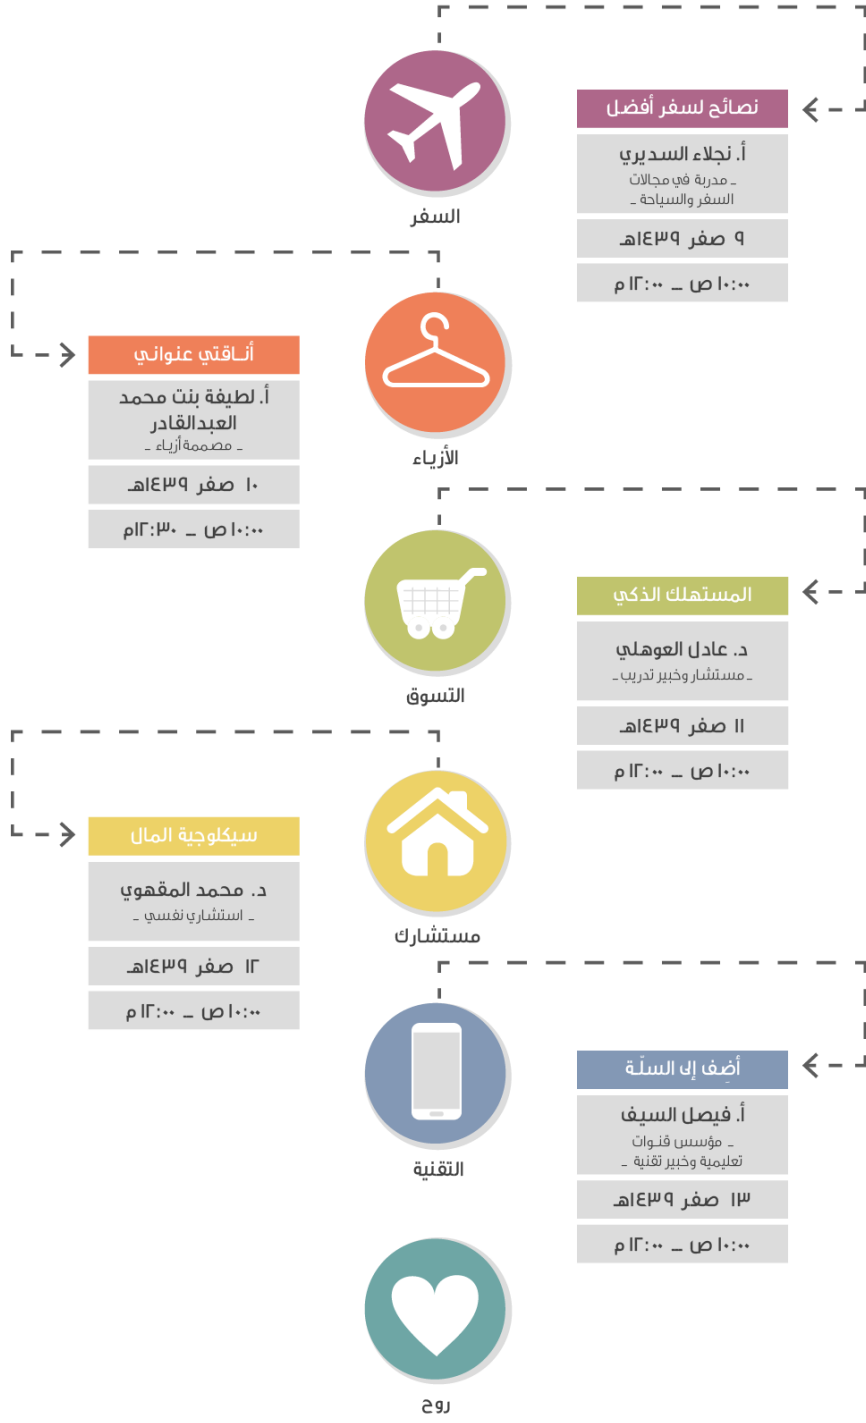 السفر
نصائح لسفر أفضل
أ. نجلاء السديري
- مدربة في مجالات
السفر والسياحة -
٩ صفر ١٤٣٩هـ
١٠:٠٠ ص - ١٢:٠٠ م
الأزياء
أناقتي عنواني
أ. لطيفة بنت محمد
العبدالقادر
- مصممة أزياء -
١٠ صفر ١٤٣٩هـ
١٠:٠٠ ص - ١٢:٣٠م
التسوق
المستهلك الذكي
د. عادل العوهلي
- مستشار وخبير تدريب -
١١ صفر ١٤٣٩هـ
١٠:٠٠ ص - ١٢:٠٠ م
مستشارك
سيكلوجية المال
د. محمد المقهوي
- استشاري نفسي -
١٢ صفر ١٤٣٩هـ
١٠:٠٠ ص - ١٢:٠٠ م
التقنية
أضِف إلى السلّة
أ. فيصل السيف
- مؤسس قنوات
تعليمية وخبير تقنية -
١٣ صفر ١٤٣٩هـ
١٠:٠٠ ص - ١٢:٠٠ م
روح